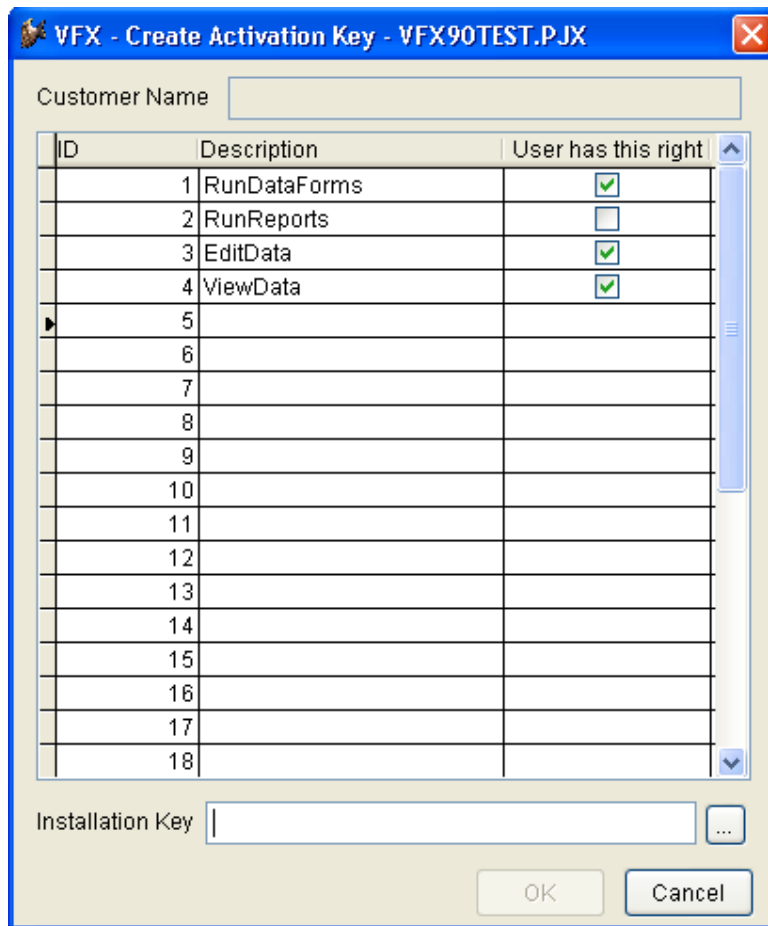 VFX - Create Activation Key - VFX90TEST.PJX
Customer Name
ID Description User has this right
1 RunDataForms
2 RunReports
3 EditData
4 ViewData
5
6
7
8
9
10
11
12
13
14
15
16
17
18
Installation Key ...
OK Cancel